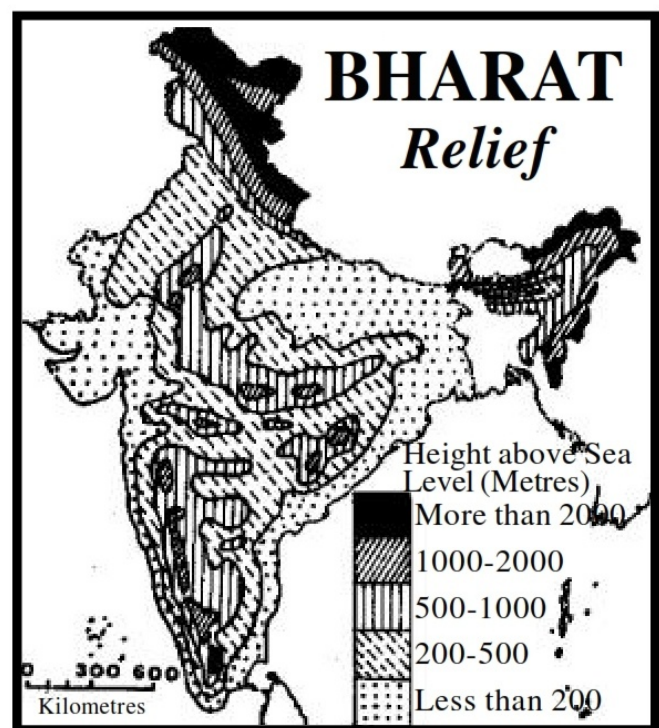 BHARAT
Relief
Height above Sea
Level (Metres)
More than 2000
1000-2000
500-1000
200-500
Less than 200
0 300 600
Kilometres